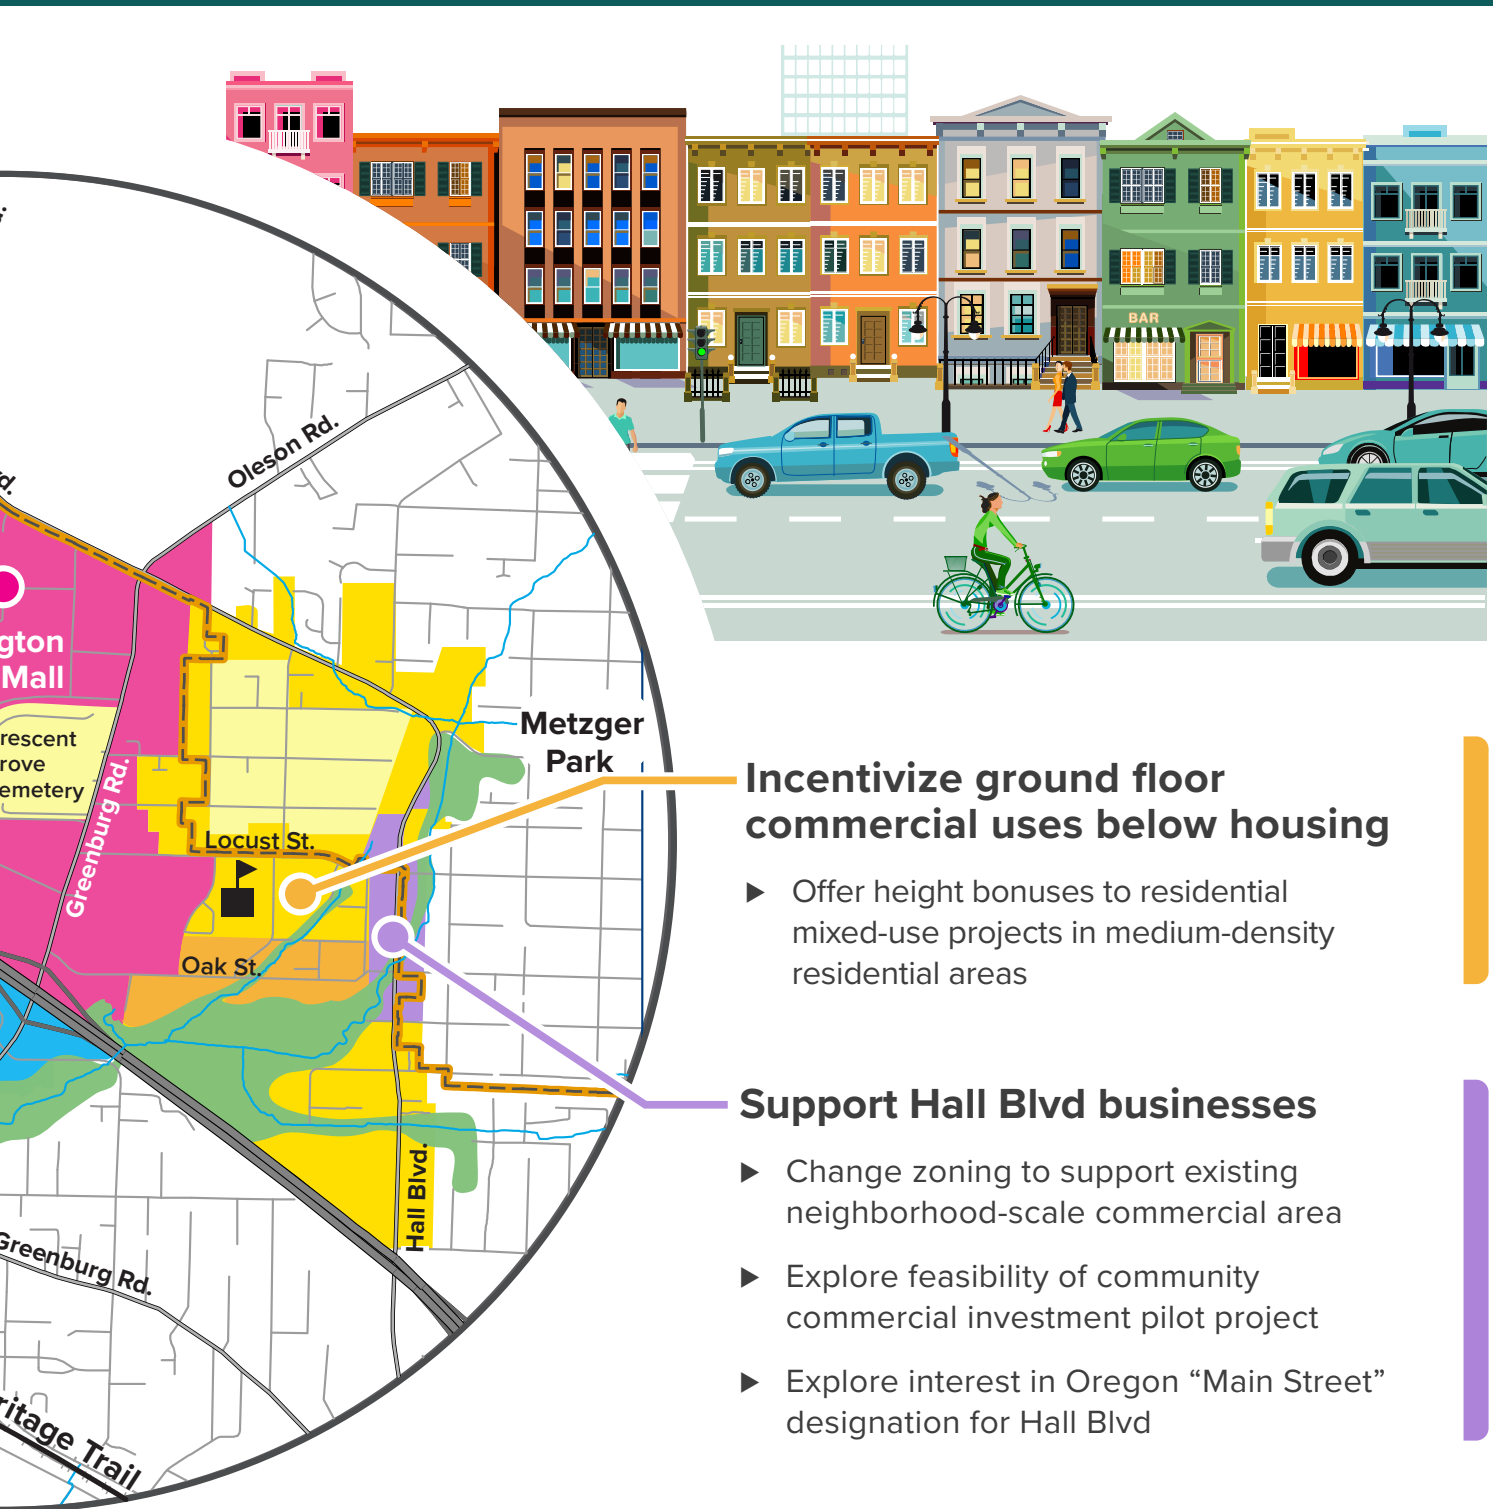 BAR
Oleson Rd.
d.
gton
Mall
Metzger
Park
rescent
rove
emetery
Greenburg Rd.
Locust St.
Oak St.
Hall Blvd.
Greenburg Rd.
ritage Trail
Incentivize ground floor
commercial uses below housing
▶ Offer height bonuses to residential
mixed-use projects in medium-density
residential areas
Support Hall Blvd businesses
▶ Change zoning to support existing
neighborhood-scale commercial area
▶ Explore feasibility of community
commercial investment pilot project
▶ Explore interest in Oregon “Main Street”
designation for Hall Blvd